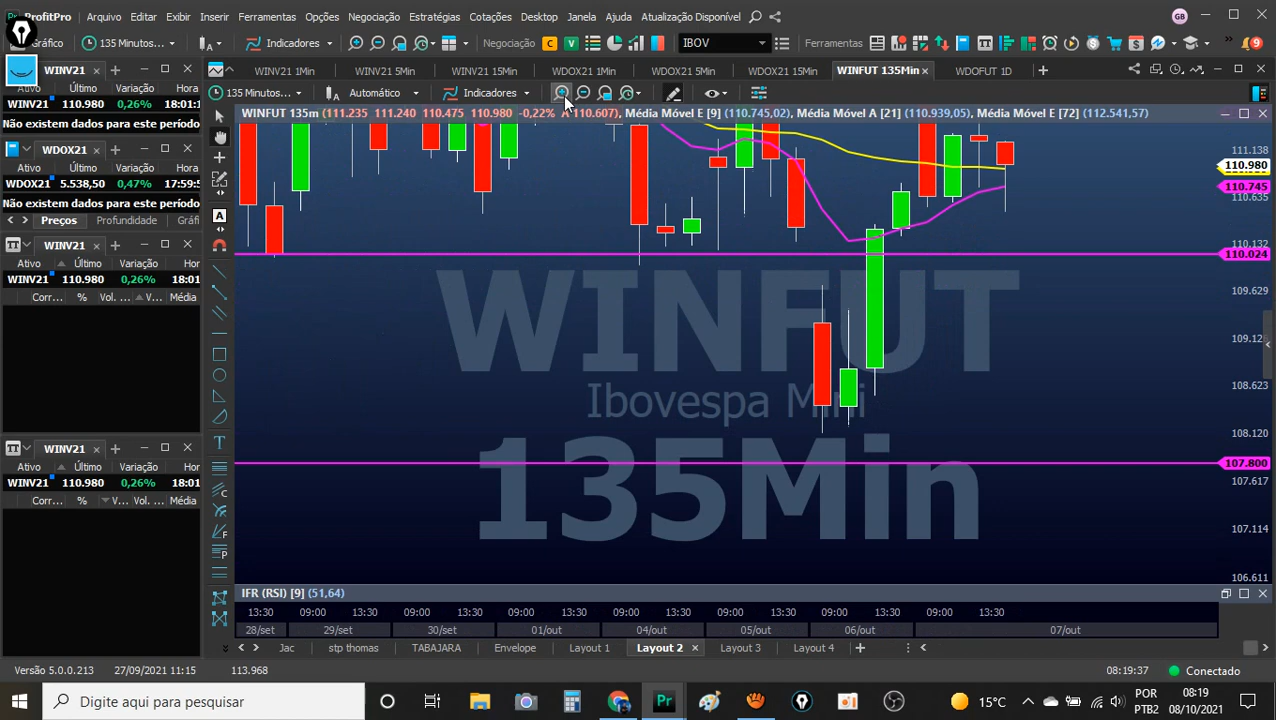 ProfitPro Arquivo Editar Exibir Inserir Ferramentas Opções Negociação Estratégias Cotações Desktop Janela Ajuda Atualização Disponível GB
Gráfico 135 Minutos... Indicadores Negociação C V IBOV Ferramentas 9
WINV21
Ativo Último Variação Hor
WINV21 110.980 0,26% 18:01:1
Não existem dados para este período
WDOX21
Ativo Último Variação Hor
WDOX21 5.538,50 0,47% 17:59:5
Não existem dados para este período
Preços Profundidade Gráfi
WINV21
Ativo Último Variação Hor
WINV21 110.980 0,26% 18:01
Corr... % Vol. ... V... Média
WINV21
Ativo Último Variação Hor
WINV21 110.980 0,26% 18:01
Corr... % V... Vol. ... Média
WINV21 1Min WINV21 5Min WINV21 15Min WDOX21 1Min WDOX21 5Min WDOX21 15Min WINFUT 135Min WDOFUT 1D
135 Minutos... Automático Indicadores
WINFUT 135m (111.235 111.240 110.475 110.980 -0,22% A 110.607), Média Móvel E [9] (110.745,02), Média Móvel A [21] (110.939,05), Média Móvel E [72] (112.541,57)
WINFUT
Ibovespa Mini
135Min
111.138
110.980
110.745
110.635
110.132
110.024
109.629
109.12
108.623
108.120
107.800
107.617
107.114
106.611
IFR (RSI) [9] (51,64)
13:30 09:00 13:30 09:00 13:30 09:00 13:30 09:00 13:30 09:00 13:30 09:00 13:30 09:00 13:30
28/set 29/set 30/set 01/out 04/out 05/out 06/out 07/out
Jac stp thomas TABAJARA Envelope Layout 1 Layout 2 Layout 3 Layout 4
Versão 5.0.0.213 27/09/2021 11:15 113.968 08:19:37 Conectado
Digite aqui para pesquisar Pr 15°C POR PTB2 08:19 08/10/2021